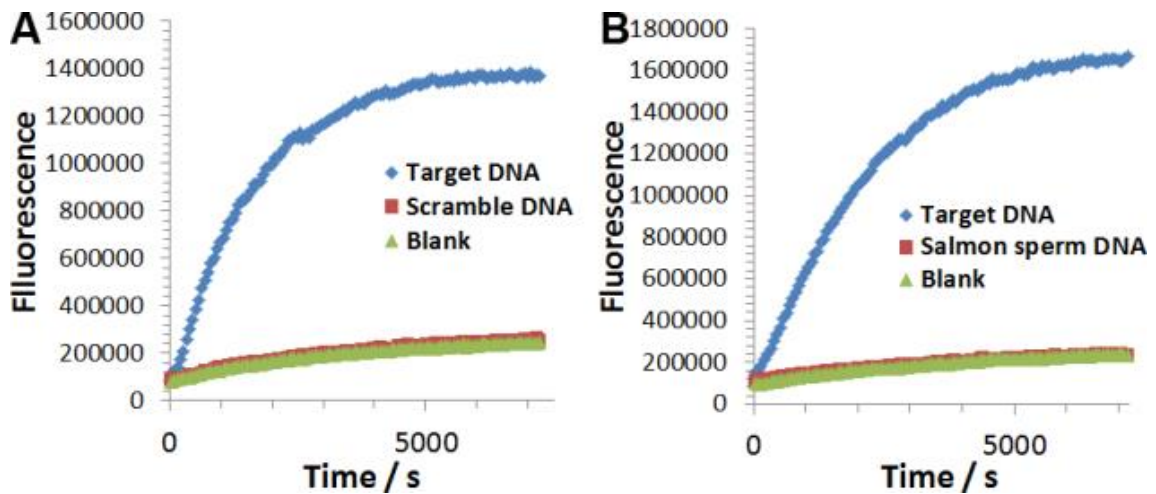 A
Flluorescence
1600000
1400000
1200000
1000000
800000
600000
400000
200000
0
Target DNA
Scramble DNA
Blank
0
5000
Time / s
B
Fluorescence
1800000
1600000
1400000
1200000
1000000
800000
600000
400000
200000
0
Target DNA
Salmon sperm DNA
Blank
0
5000
Time / s